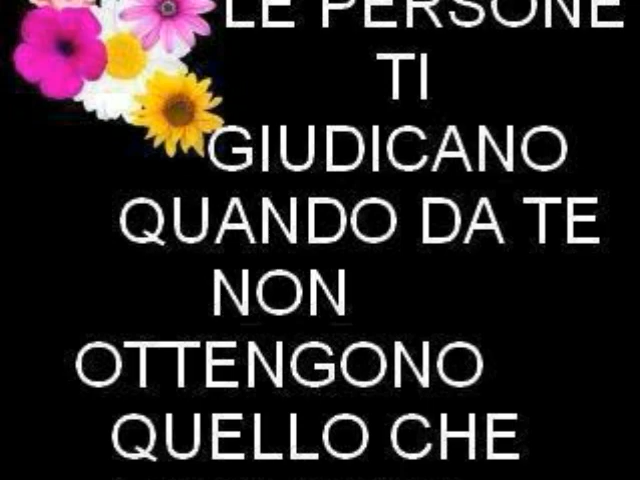 LE PERSONE
TI
GIUDICANO
QUANDO DA TE
NON
OTTENGONO
QUELLO CHE